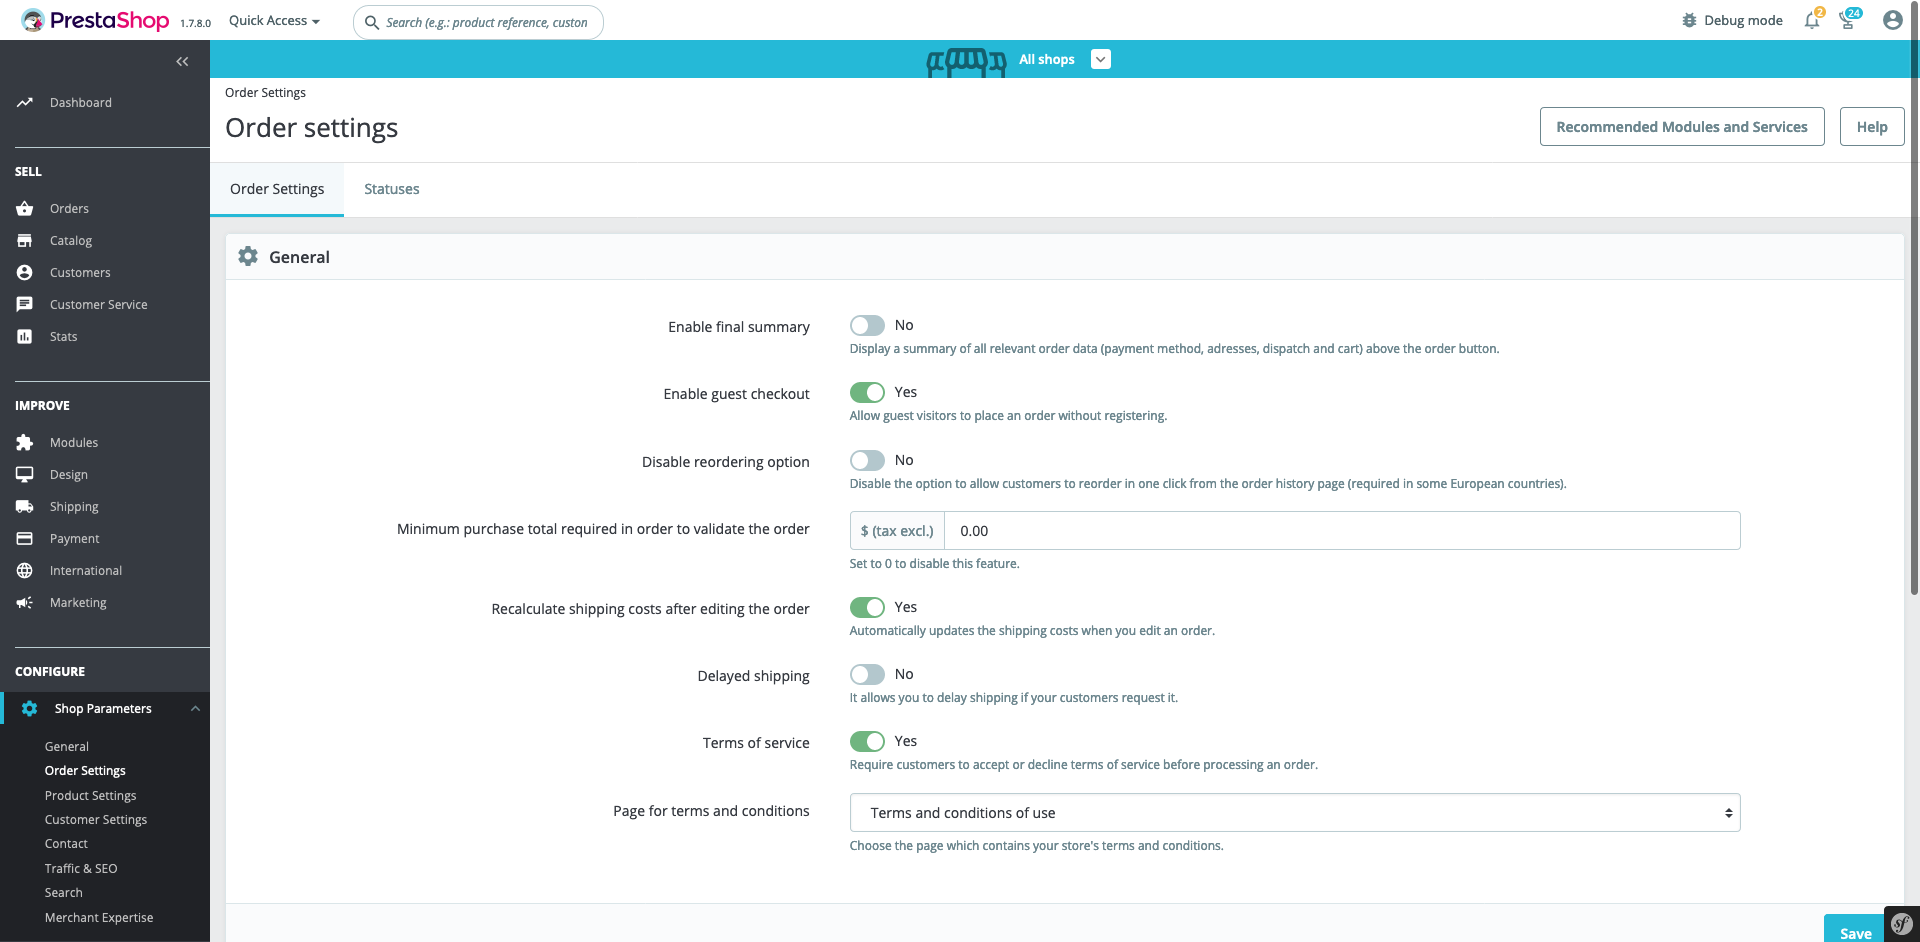 PrestaShop 1.7.8.0 Quick Access Search (e.g.: product reference, custon Debug mode 2 24
All shops
Order Settings
Order settings
Recommended Modules and Services
Help
Order Settings
Statuses
Dashboard
SELL
Orders
Catalog
Customers
Customer Service
Stats
IMPROVE
Modules
Design
Shipping
Payment
International
Marketing
CONFIGURE
Shop Parameters
General
Order Settings
Product Settings
Customer Settings
Contact
Traffic & SEO
Search
Merchant Expertise
General
Enable final summary No
Display a summary of all relevant order data (payment method, adresses, dispatch and cart) above the order button.
Enable guest checkout Yes
Allow guest visitors to place an order without registering.
Disable reordering option No
Disable the option to allow customers to reorder in one click from the order history page (required in some European countries).
Minimum purchase total required in order to validate the order $ (tax excl.) 0.00
Set to 0 to disable this feature.
Recalculate shipping costs after editing the order Yes
Automatically updates the shipping costs when you edit an order.
Delayed shipping No
It allows you to delay shipping if your customers request it.
Terms of service Yes
Require customers to accept or decline terms of service before processing an order.
Page for terms and conditions Terms and conditions of use
Choose the page which contains your store's terms and conditions.
Save
sf